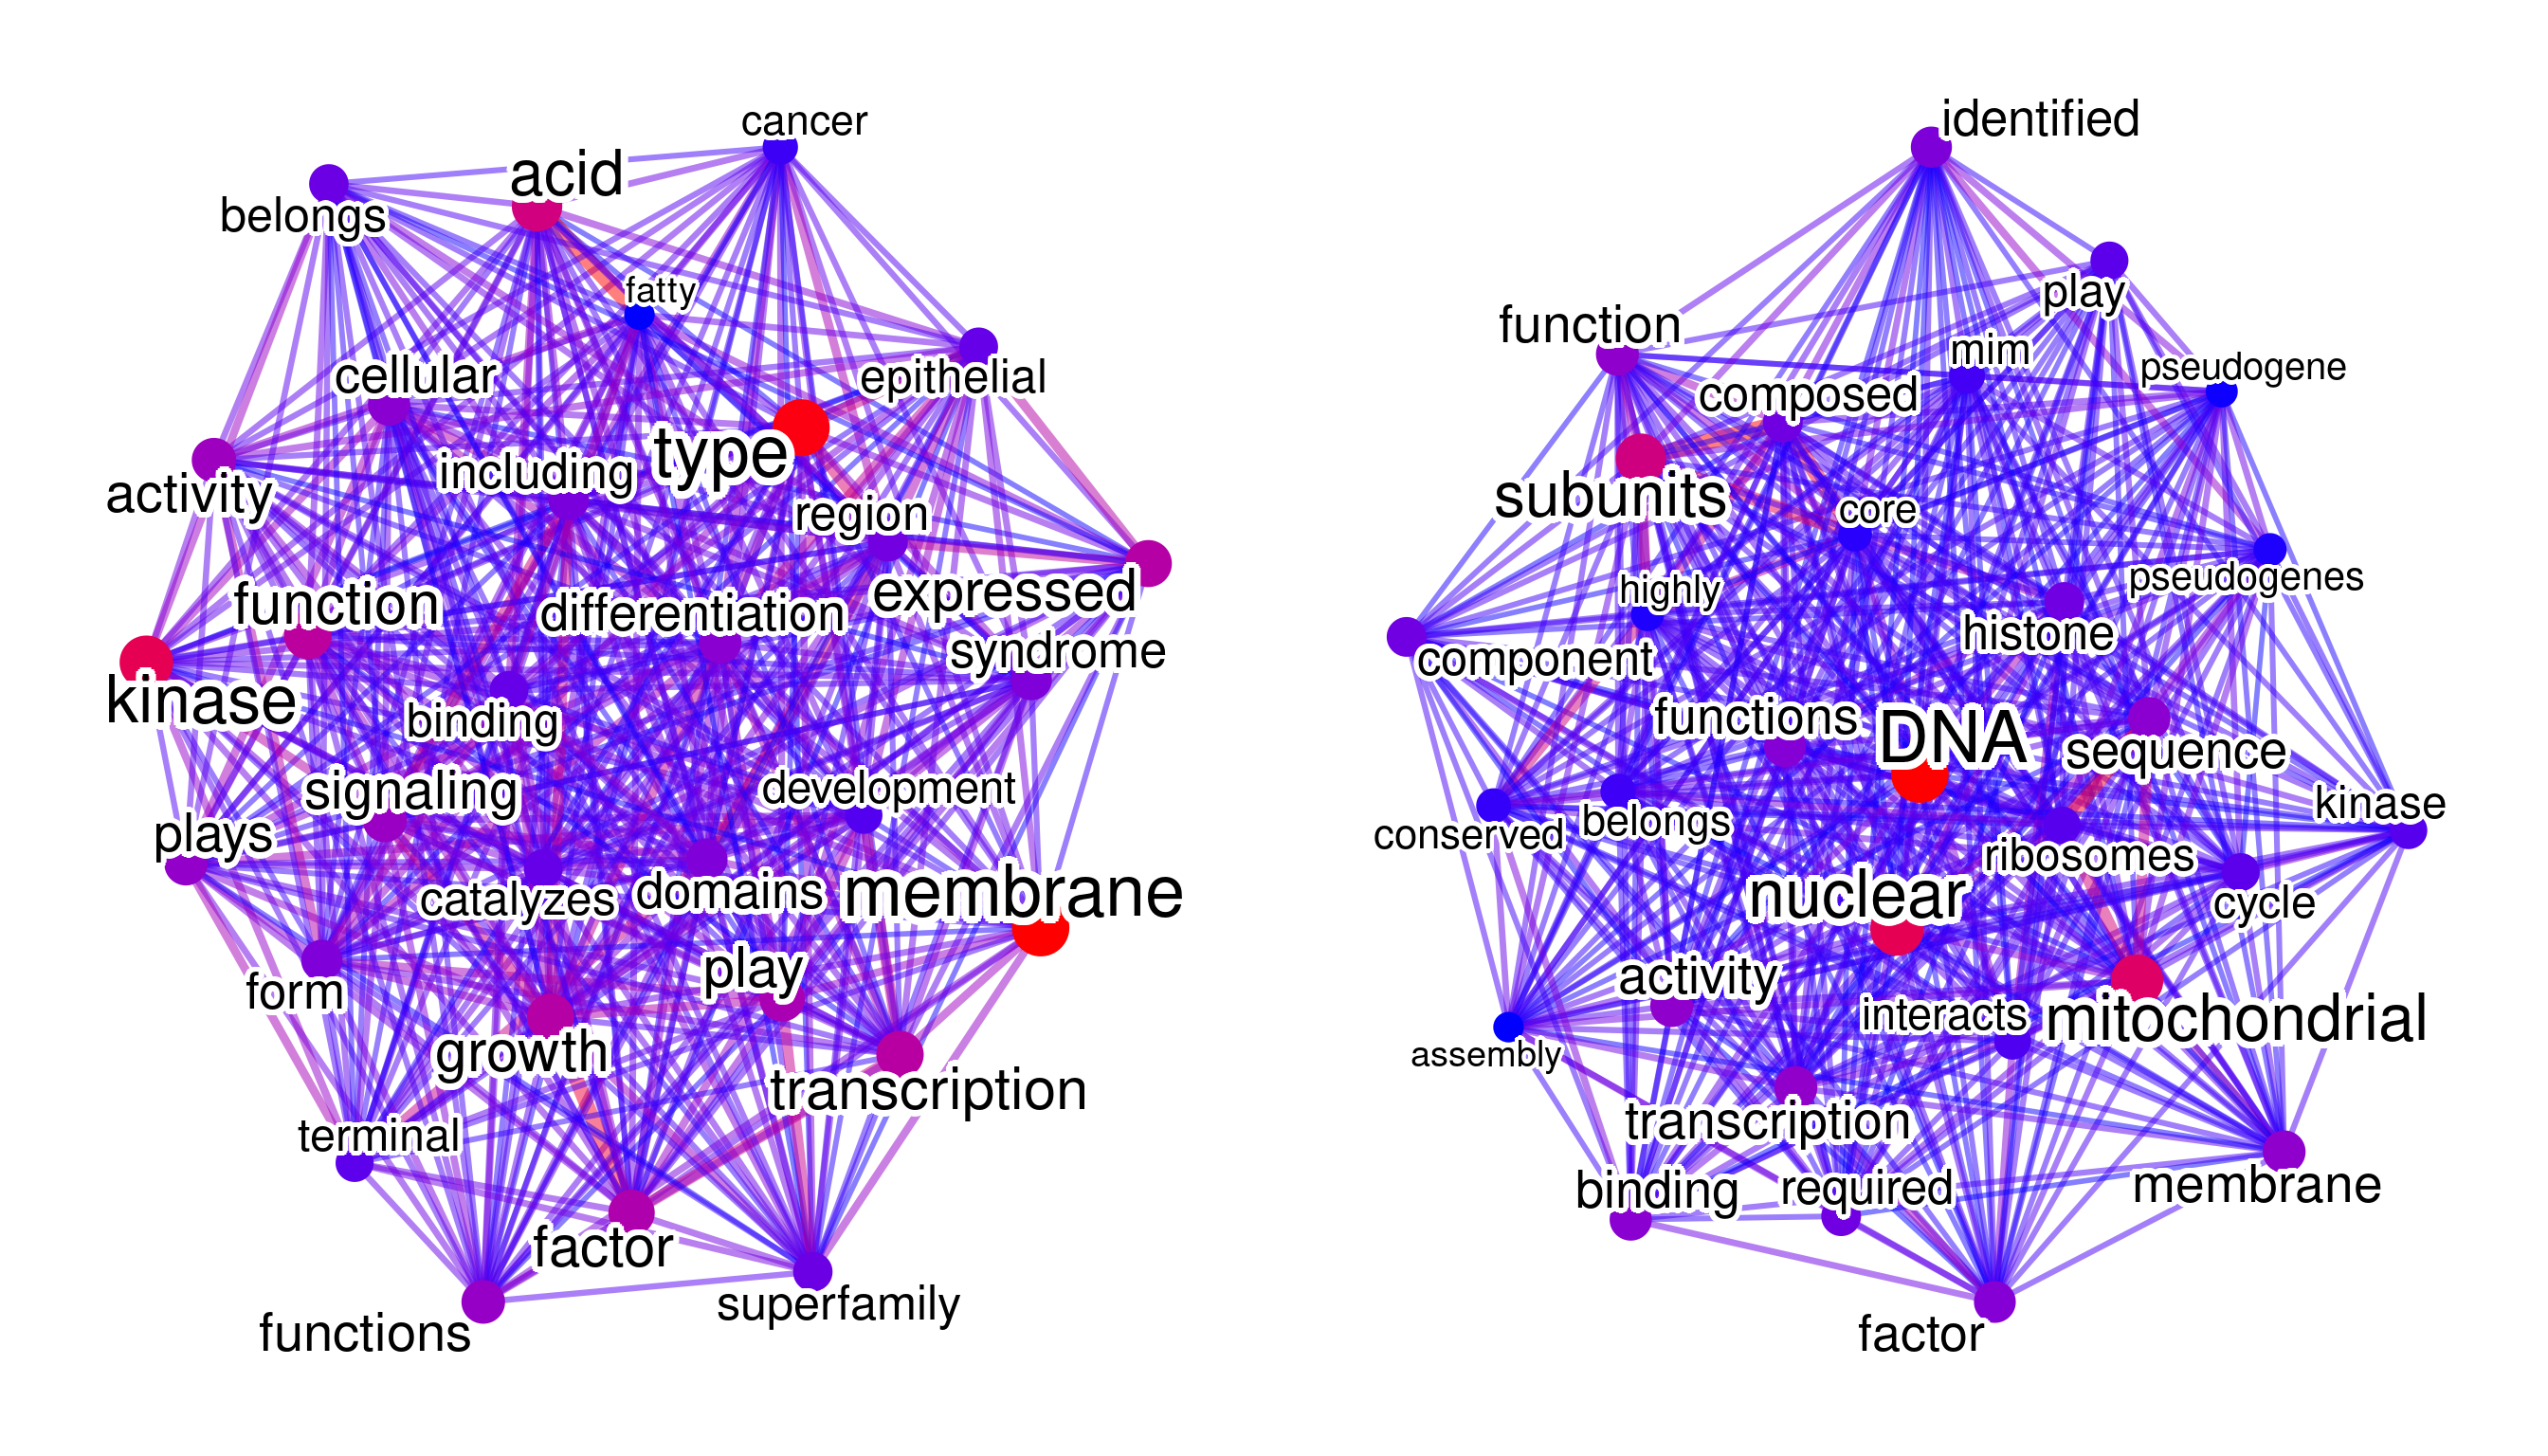 cancer
acid
belongs
fatty
cellular
epithelial
type
including
activity
region
expressed
function
differentiation
syndrome
kinase
binding
signaling
development
plays
catalyzes
domains
membrane
play
form
growth
transcription
terminal
factor
superfamily
functions
identified
play
function
mim
pseudogene
composed
subunits
core
pseudogenes
highly
histone
component
functions
DNA
sequence
kinase
conserved
belongs
ribosomes
nuclear
cycle
activity
interacts
mitochondrial
assembly
transcription
binding
required
membrane
factor